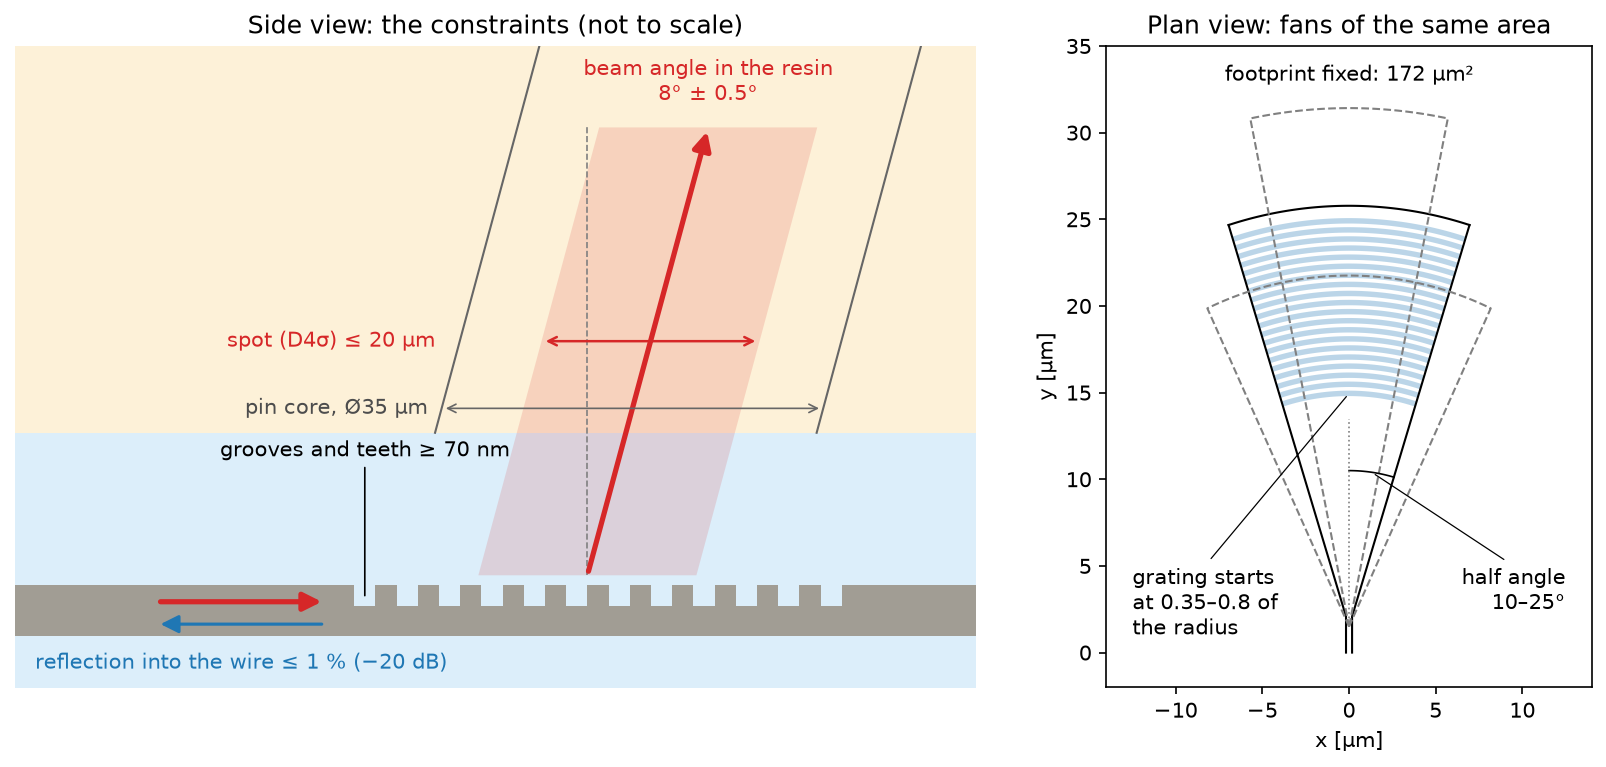 Side view: the constraints (not to scale)
beam angle in the resin
8° ± 0.5°
spot (D4σ) ≤ 20 µm
pin core, Ø35 µm
grooves and teeth ≥ 70 nm
reflection into the wire ≤ 1 % (−20 dB)
Plan view: fans of the same area
footprint fixed: 172 µm²
35
30
25
20
15
10
5
0
y [µm]
grating starts
at 0.35–0.8 of
the radius
half angle
10–25°
−10
−5
0
5
10
x [µm]